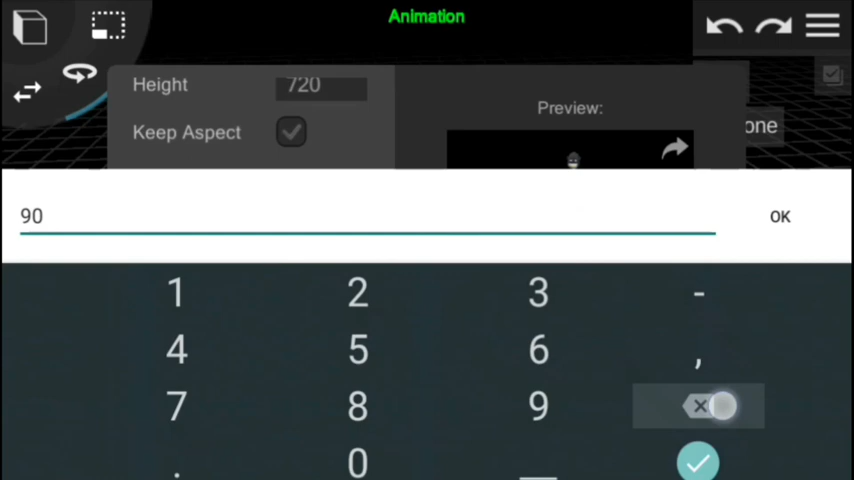 Animation
Height 720
Preview:
Keep Aspect
one
90
OK
1 2 3 -
4 5 6 ,
7 8 9
. 0 _